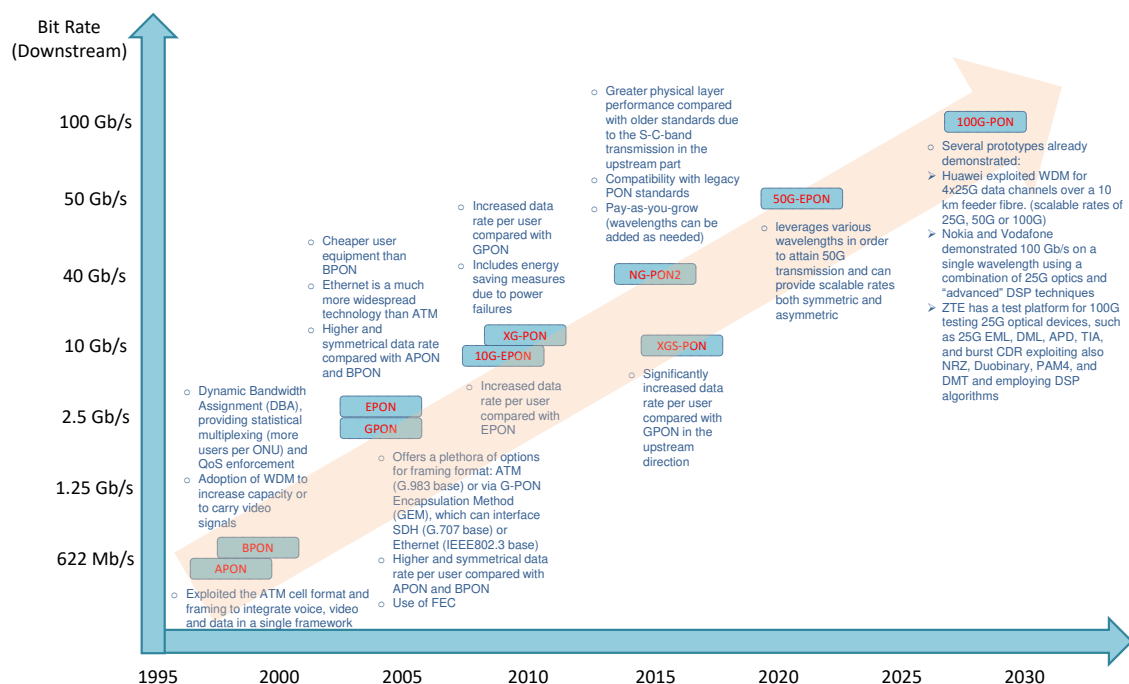 Bit Rate
(Downstream)
100 Gb/s
50 Gb/s
40 Gb/s
10 Gb/s
2.5 Gb/s
1.25 Gb/s
622 Mb/s
○ Dynamic Bandwidth
Assignment (DBA),
providing statistical
multiplexing (more
users per ONU) and
QoS enforcement
○ Adoption of WDM to
increase capacity or
to carry video
signals
BPON
APON
○ Exploited the ATM cell format and
framing to integrate voice, video
and data in a single framework
○ Cheaper user
equipment than
BPON
○ Ethernet is a much
more widespread
technology than ATM
○ Higher and
symmetrical data rate
compared with APON
and BPON
EPON
GPON
○ Offers a plethora of options
for framing format: ATM
(G.983 base) or via G-PON
Encapsulation Method
(GEM), which can interface
SDH (G.707 base) or
Ethernet (IEEE802.3 base)
○ Higher and symmetrical data
rate per user compared with
APON and BPON
○ Use of FEC
○ Increased data
rate per user
compared with
GPON
○ Includes energy
saving measures
due to power
failures
XG-PON
10G-EPON
○ Increased data
rate per user
compared with
EPON
○ Greater physical layer
performance compared
with older standards due
to the S-C-band
transmission in the
upstream part
○ Compatibility with legacy
PON standards
○ Pay-as-you-grow
(wavelengths can be
added as needed)
NG-PON2
XGS-PON
○ Significantly
increased data
rate per user
compared with
GPON in the
upstream
direction
50G-EPON
○ leverages various
wavelengths in order
to attain 50G
transmission and can
provide scalable rates
both symmetric and
asymmetric
100G-PON
○ Several prototypes already
demonstrated:
➢ Huawei exploited WDM for
4x25G data channels over a 10
km feeder fibre. (scalable rates of
25G, 50G or 100G)
➢ Nokia and Vodafone
demonstrated 100 Gb/s on a
single wavelength using a
combination of 25G optics and
“advanced” DSP techniques
➢ ZTE has a test platform for 100G
testing 25G optical devices, such
as 25G EML, DML, APD, TIA,
and burst CDR exploiting also
NRZ, Duobinary, PAM4, and
DMT and employing DSP
algorithms
1995 2000 2005 2010 2015 2020 2025 2030